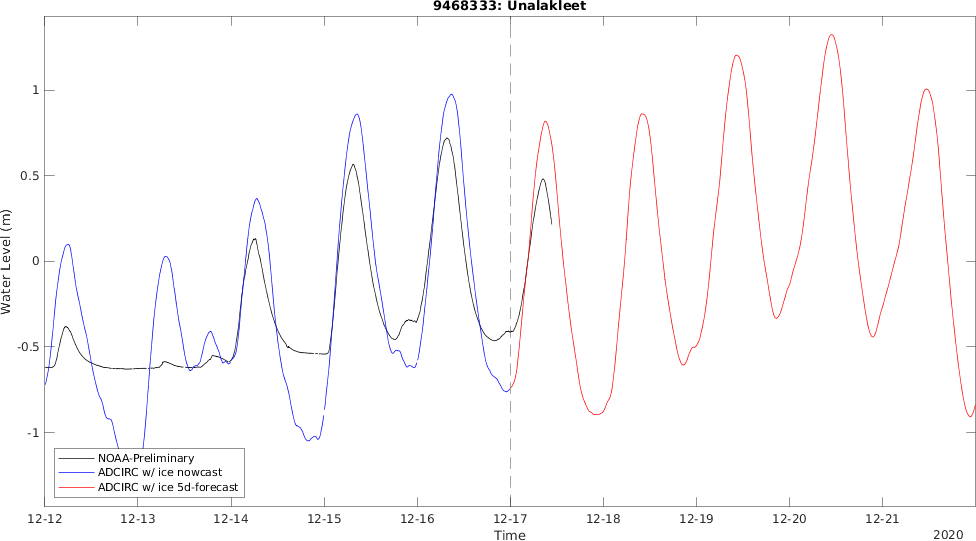 9468333: Unalakleet
Water Level (m)
1
0.5
0
-0.5
-1
NOAA-Preliminary
ADCIRC w/ ice nowcast
ADCIRC w/ ice 5d-forecast
12-12 12-13 12-14 12-15 12-16 12-17 12-18 12-19 12-20 12-21
Time
2020